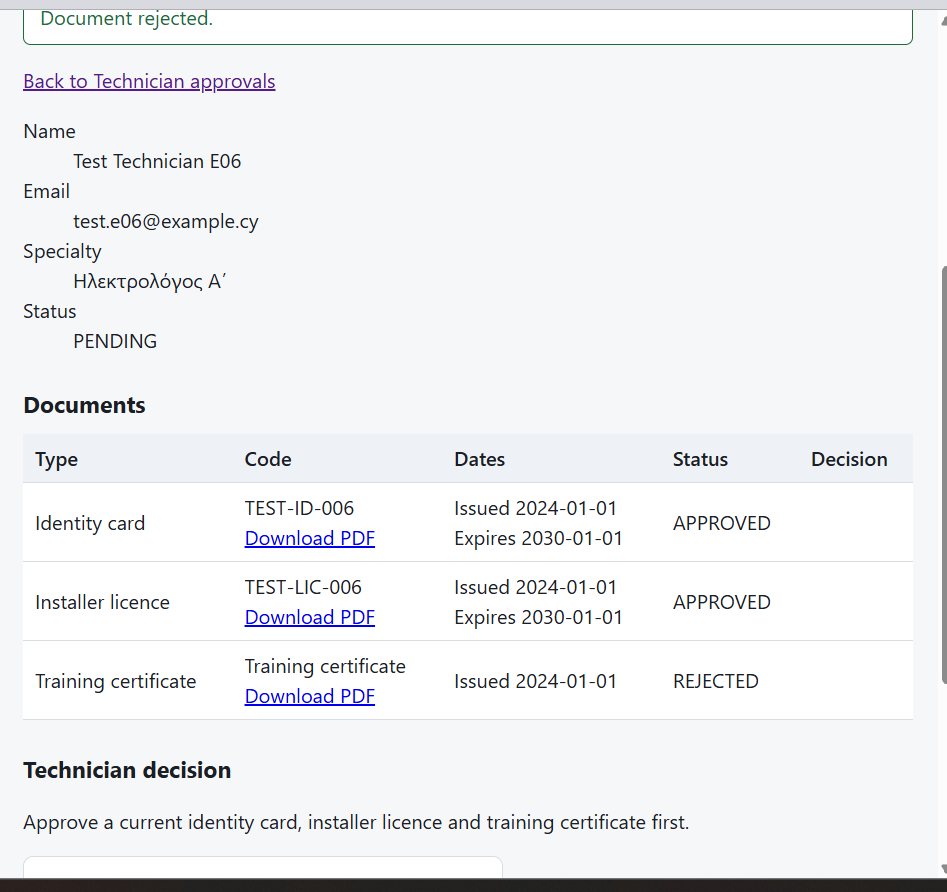 Document rejected.
Back to Technician approvals
Name
Test Technician E06
Email
test.e06@example.cy
Specialty
Ηλεκτρολόγος Α΄
Status
PENDING
Documents
Type Code Dates Status Decision
Identity card TEST-ID-006 Download PDF Issued 2024-01-01 Expires 2030-01-01 APPROVED
Installer licence TEST-LIC-006 Download PDF Issued 2024-01-01 Expires 2030-01-01 APPROVED
Training certificate Training certificate Download PDF Issued 2024-01-01 REJECTED
Technician decision
Approve a current identity card, installer licence and training certificate first.